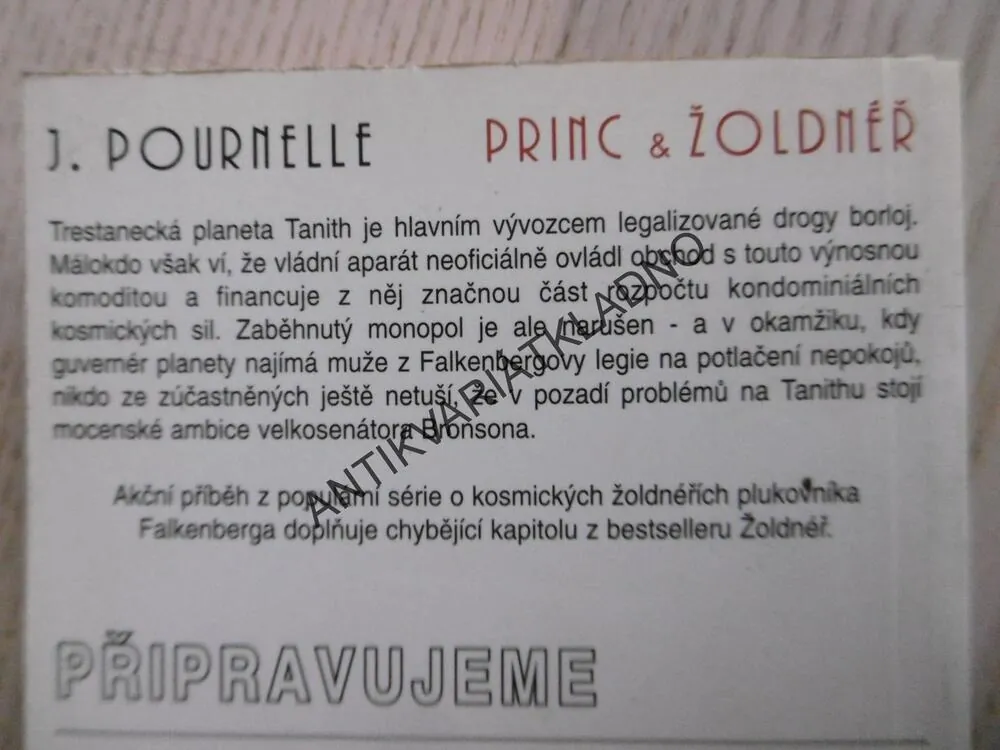 J. POURNELLE PRINC & ŽOLDNÉŘ
Trestanecká planeta Tanith je hlavním vývozcem legalizované drogy borloj.
Málokdo však ví, že vládní aparát neoficiálně ovládl obchod s touto výnosnou
komoditou a financuje z něj značnou část rozpočtu kondominiálních
kosmických sil. Zaběhnutý monopol je ale narušen - a v okamžiku, kdy
guvernér planety najímá muže z Falkenbergovy legie na potlačení nepokojů,
nikdo ze zúčastněných ještě netuší, že v pozadí problémů na Tanithu stojí
mocenské ambice velkosenátora Bronsona.
Akční příběh z populární série o kosmických žoldnéřích plukovníka
Falkenberga doplňuje chybějící kapitolu z bestselleru Žoldnéř.
PŘIPRAVUJEME
ANTIKVARIATKLADNO